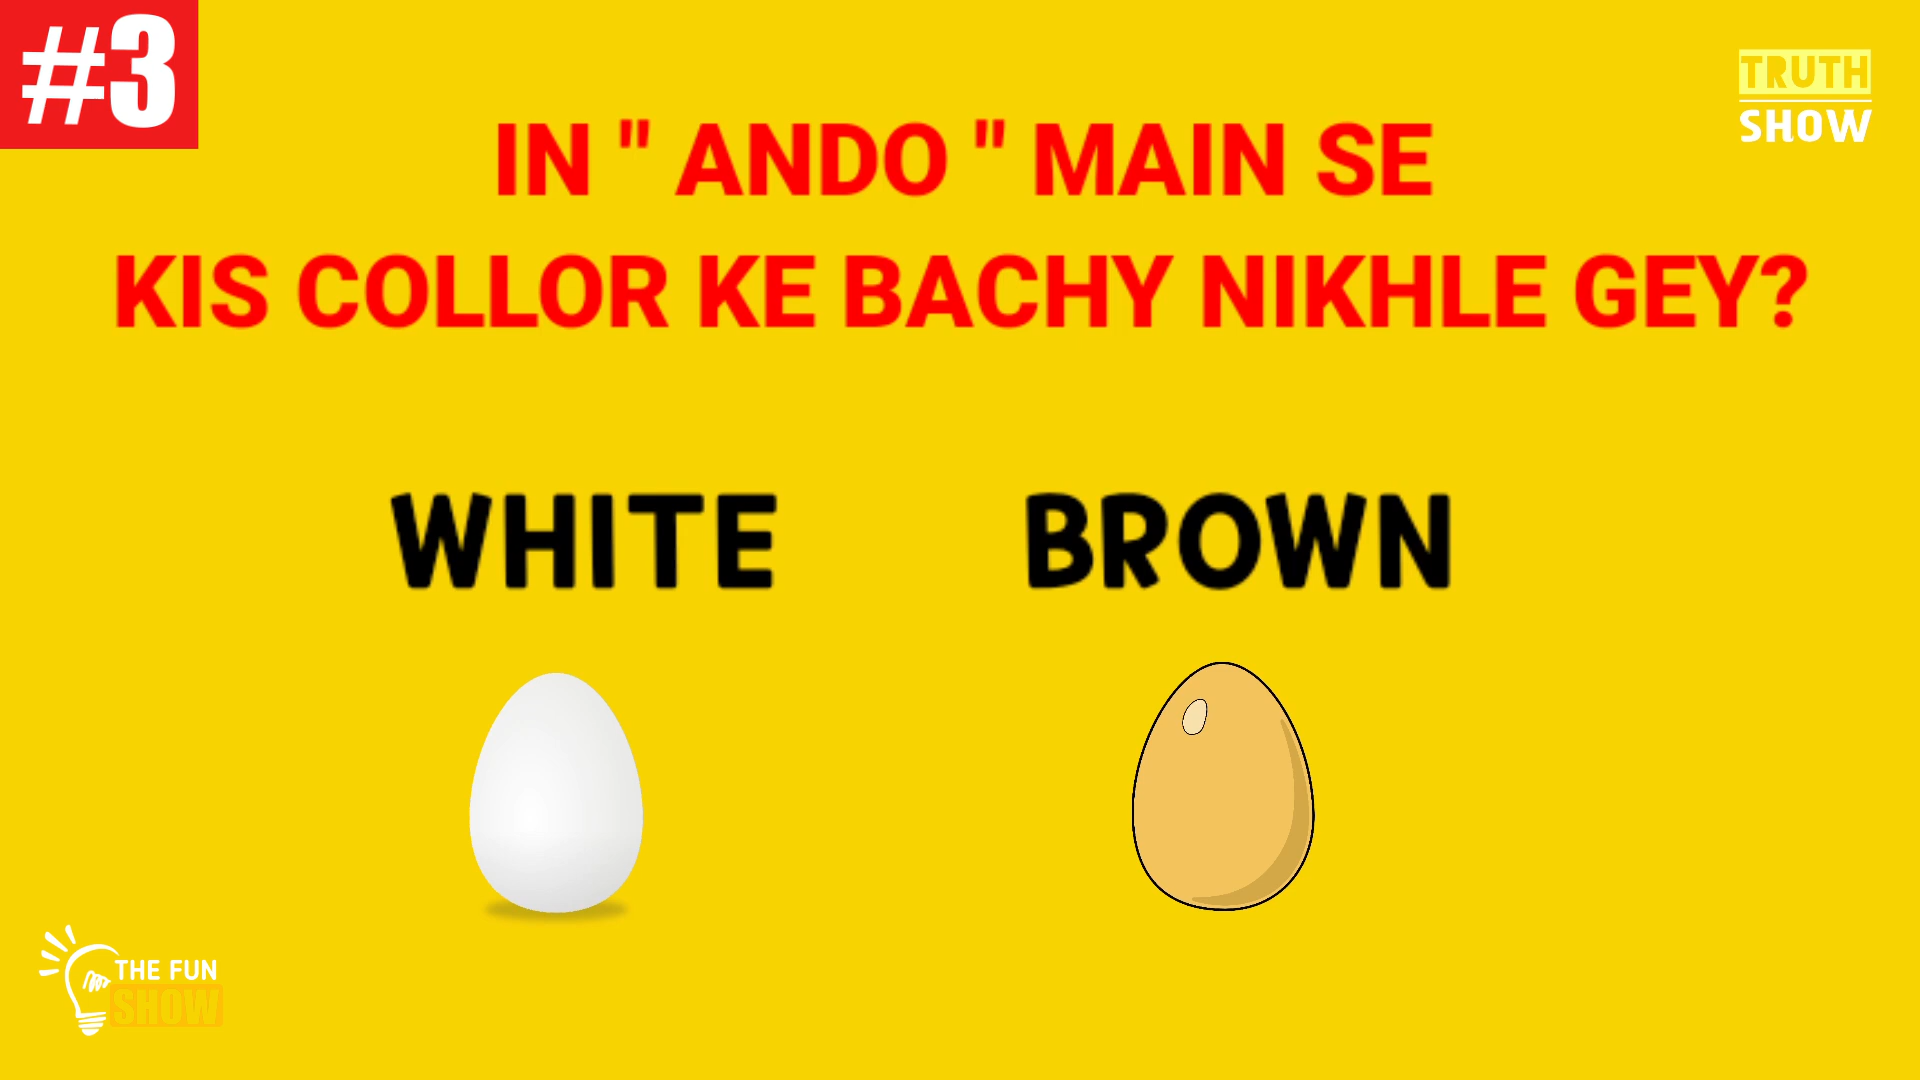 #3
TRUTH
SHOW
IN " ANDO " MAIN SE
KIS COLLOR KE BACHY NIKHLE GEY?
WHITE BROWN
THE FUN
SHOW